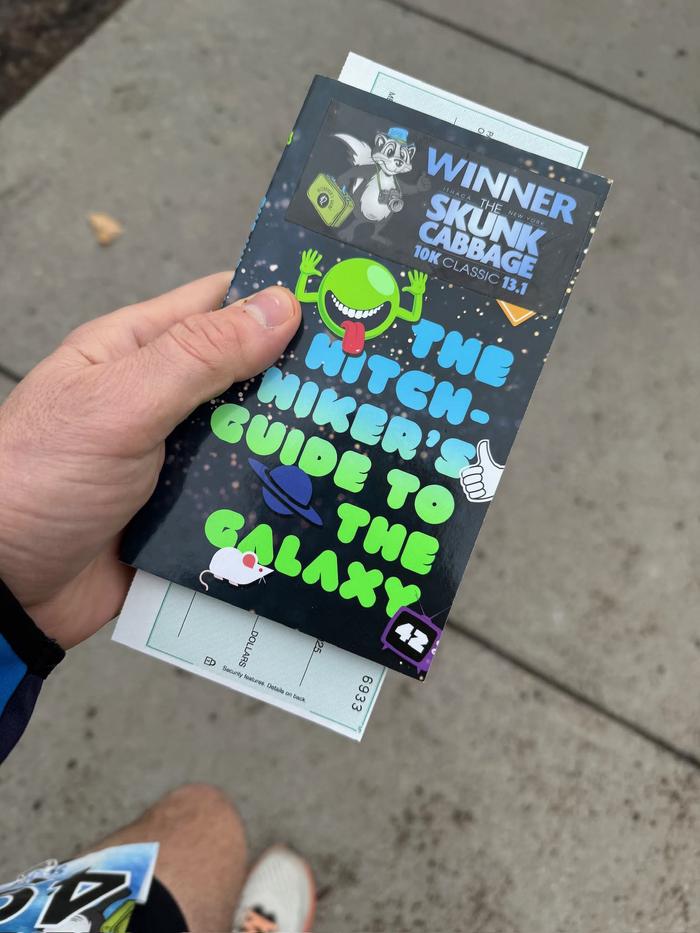 WINNER
ITHACA THE NEW YORK
SKUNK
CABBAGE
10K CLASSIC 13.1
THE
HITCH-
HIKER'S
GUIDE TO
THE
GALAXY
42
DOLLARS
25
Security features. Details on back.
6933